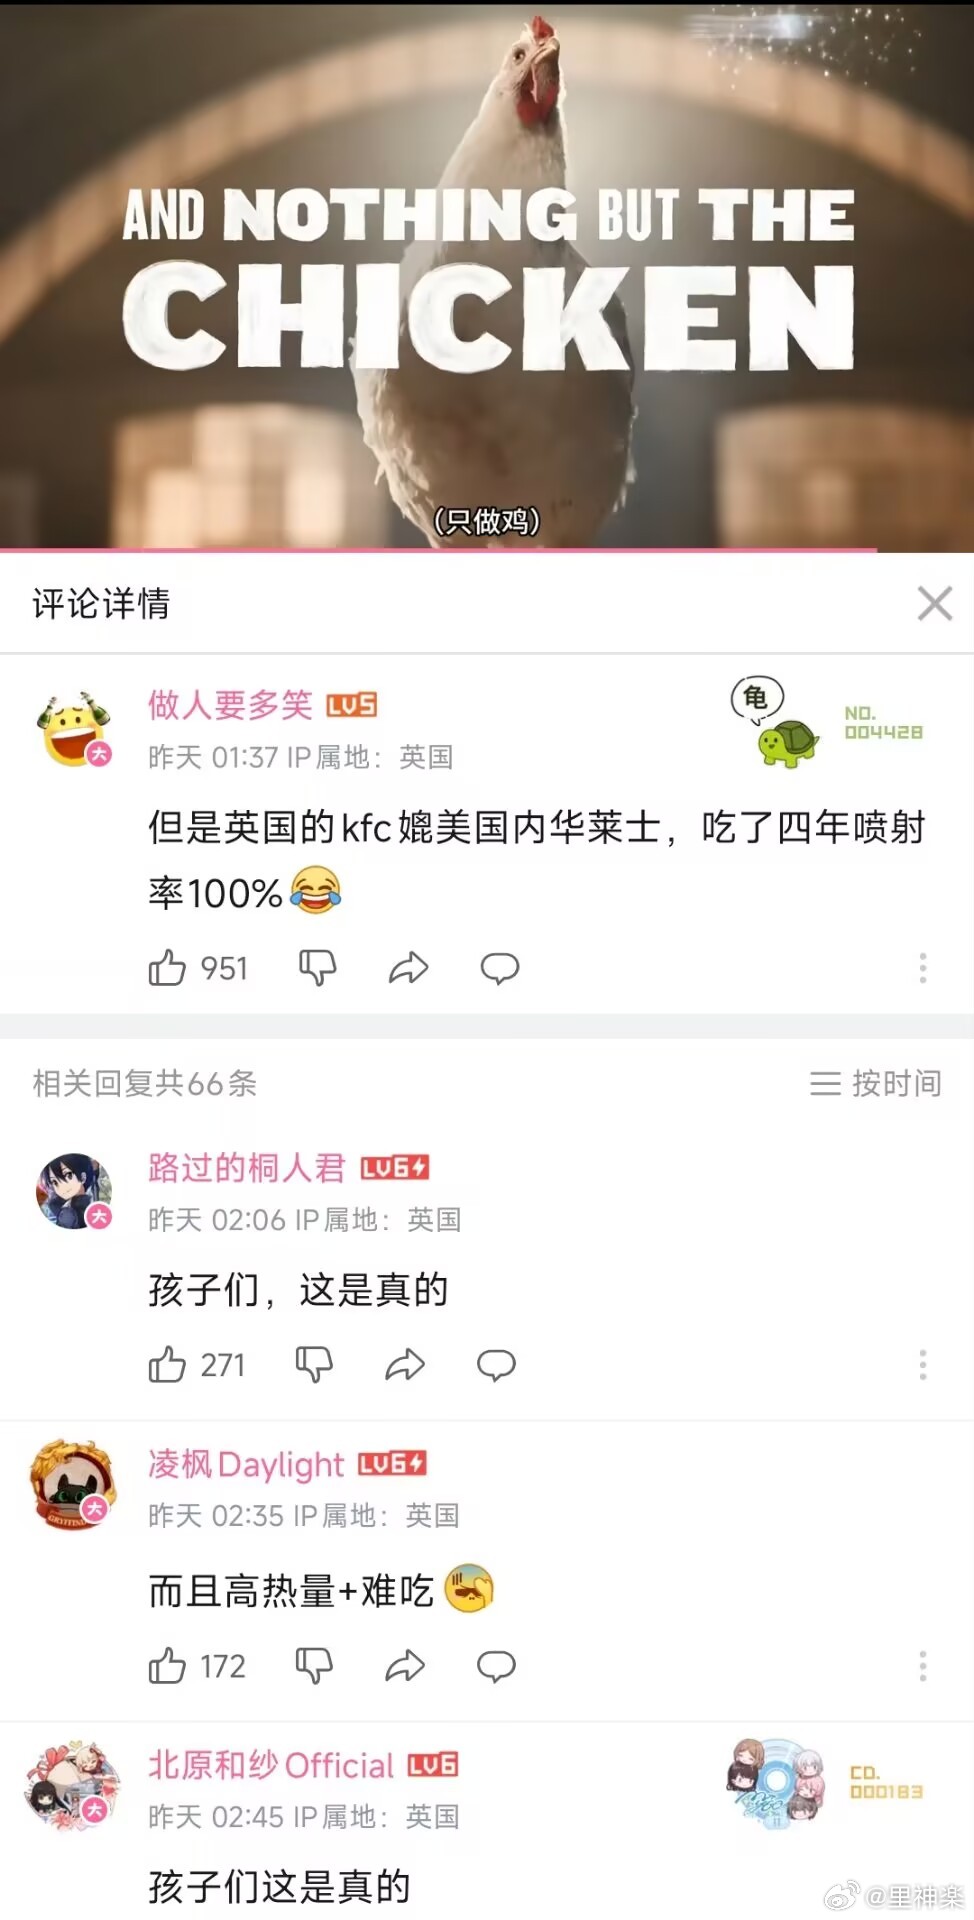 AND NOTHING BUT THE
CHICKEN
(只做鸡)
评论详情
做人要多笑 LV5
龟
NO.
004428
昨天 01:37 IP属地：英国
但是英国的kfc媲美国内华莱士，吃了四年喷射
率100%
951
相关回复共66条
按时间
路过的桐人君 LV6
大
昨天 02:06 IP属地：英国
孩子们，这是真的
271
凌枫Daylight LV6
大
昨天 02:35 IP属地：英国
而且高热量+难吃
172
北原和纱Official LV6
大
CD.
000183
昨天 02:45 IP属地：英国
孩子们这是真的
@里神楽